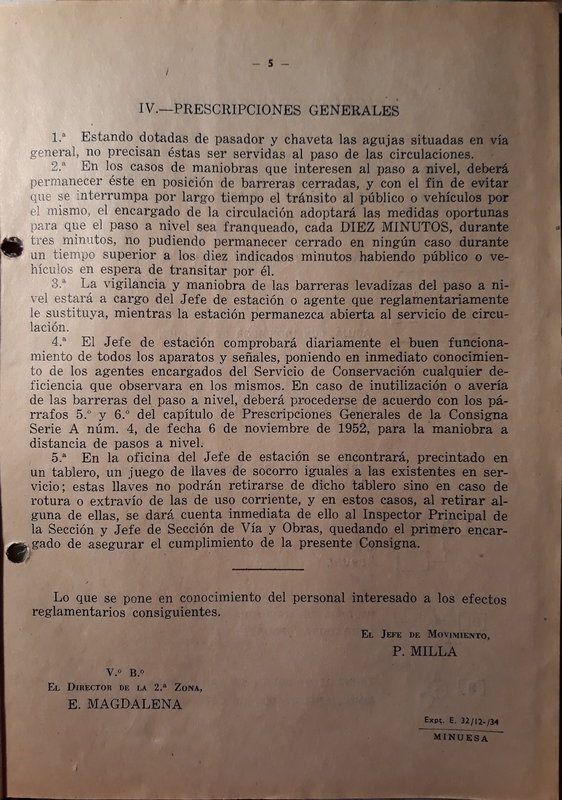 — 5 —
IV.—PRESCRIPCIONES GENERALES
1.ª Estando dotadas de pasador y chaveta las agujas situadas en vía
general, no precisan éstas ser servidas al paso de las circulaciones.
2.ª En los casos de maniobras que interesen al paso a nivel, deberá
permanecer éste en posición de barreras cerradas, y con el fin de evitar
que se interrumpa por largo tiempo el tránsito al público o vehículos por
el mismo, el encargado de la circulación adoptará las medidas oportunas
para que el paso a nivel sea franqueado, cada DIEZ MINUTOS, durante
tres minutos, no pudiendo permanecer cerrado en ningún caso durante
un tiempo superior a los diez indicados minutos habiendo público o ve-
hículos en espera de transitar por él.
3.ª La vigilancia y maniobra de las barreras levadizas del paso a ni-
vel estará a cargo del Jefe de estación o agente que reglamentariamente
le sustituya, mientras la estación permanezca abierta al servicio de circu-
lación.
4.ª El Jefe de estación comprobará diariamente el buen funciona-
miento de todos los aparatos y señales, poniendo en inmediato conocimien-
to de los agentes encargados del Servicio de Conservación cualquier de-
ficiencia que observara en los mismos. En caso de inutilización o avería
de las barreras del paso a nivel, deberá procederse de acuerdo con los pá-
rrafos 5.º y 6.º del capítulo de Prescripciones Generales de la Consigna
Serie A núm. 4, de fecha 6 de noviembre de 1952, para la maniobra a
distancia de pasos a nivel.
5.ª En la oficina del Jefe de estación se encontrará, precintado en
un tablero, un juego de llaves de socorro iguales a las existentes en ser-
vicio; estas llaves no podrán retirarse de dicho tablero sino en caso de
rotura o extravío de las de uso corriente, y en estos casos, al retirar al-
guna de ellas, se dará cuenta inmediata de ello al Inspector Principal de
la Sección y Jefe de Sección de Vía y Obras, quedando el primero encar-
gado de asegurar el cumplimiento de la presente Consigna.
Lo que se pone en conocimiento del personal interesado a los efectos
reglamentarios consiguientes.
El Jefe de Movimiento,
P. MILLA
V.º B.º
El Director de la 2.ª Zona,
E. MAGDALENA
Expt. E. 32/12-/34
MINUESA